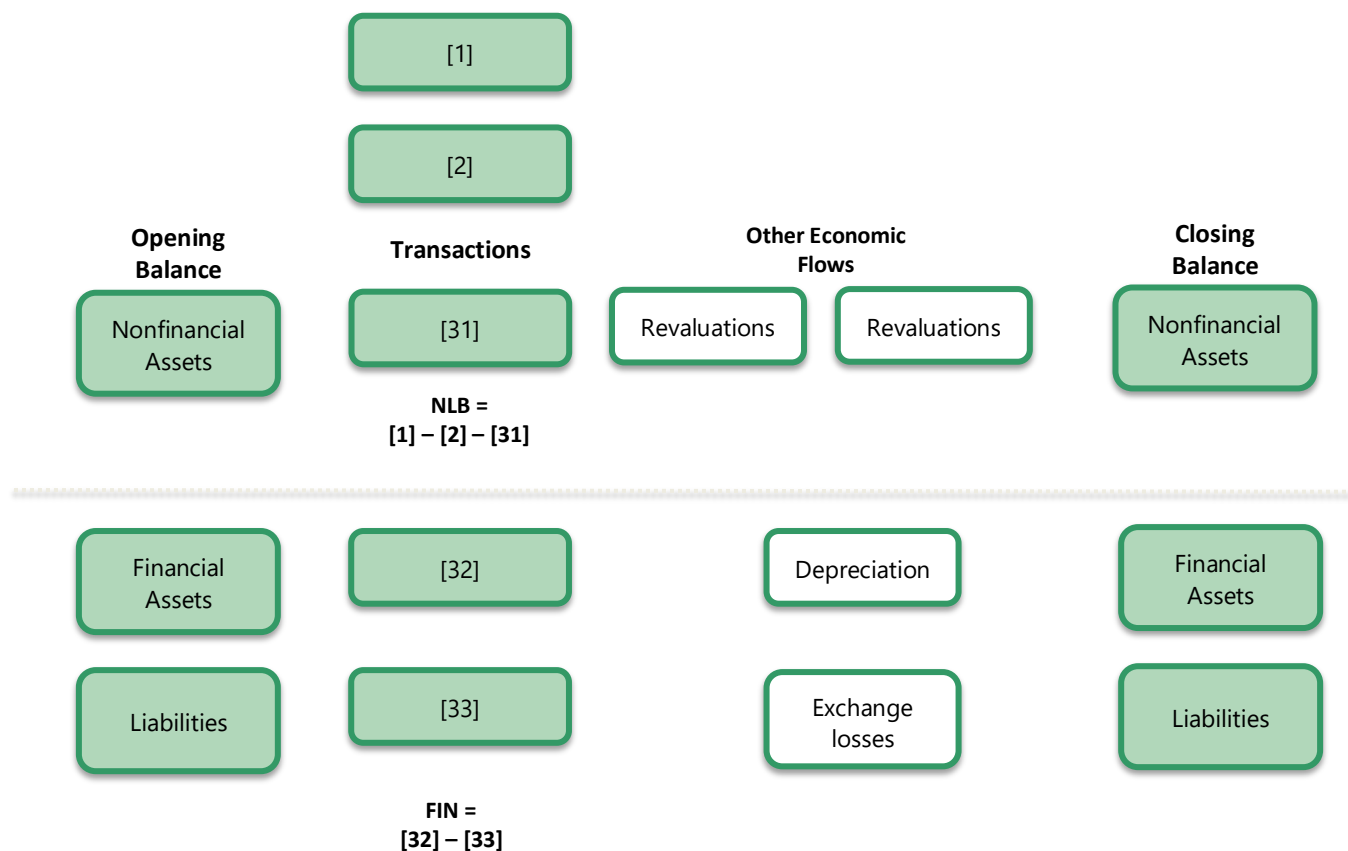 [1]
[2]
Opening
Balance
Transactions
Other Economic
Flows
Closing
Balance
Nonfinancial
Assets
[31]
Revaluations
Revaluations
Nonfinancial
Assets
NLB =
[1] – [2] – [31]
Financial
Assets
[32]
Depreciation
Financial
Assets
Liabilities
[33]
Exchange
losses
Liabilities
FIN =
[32] – [33]